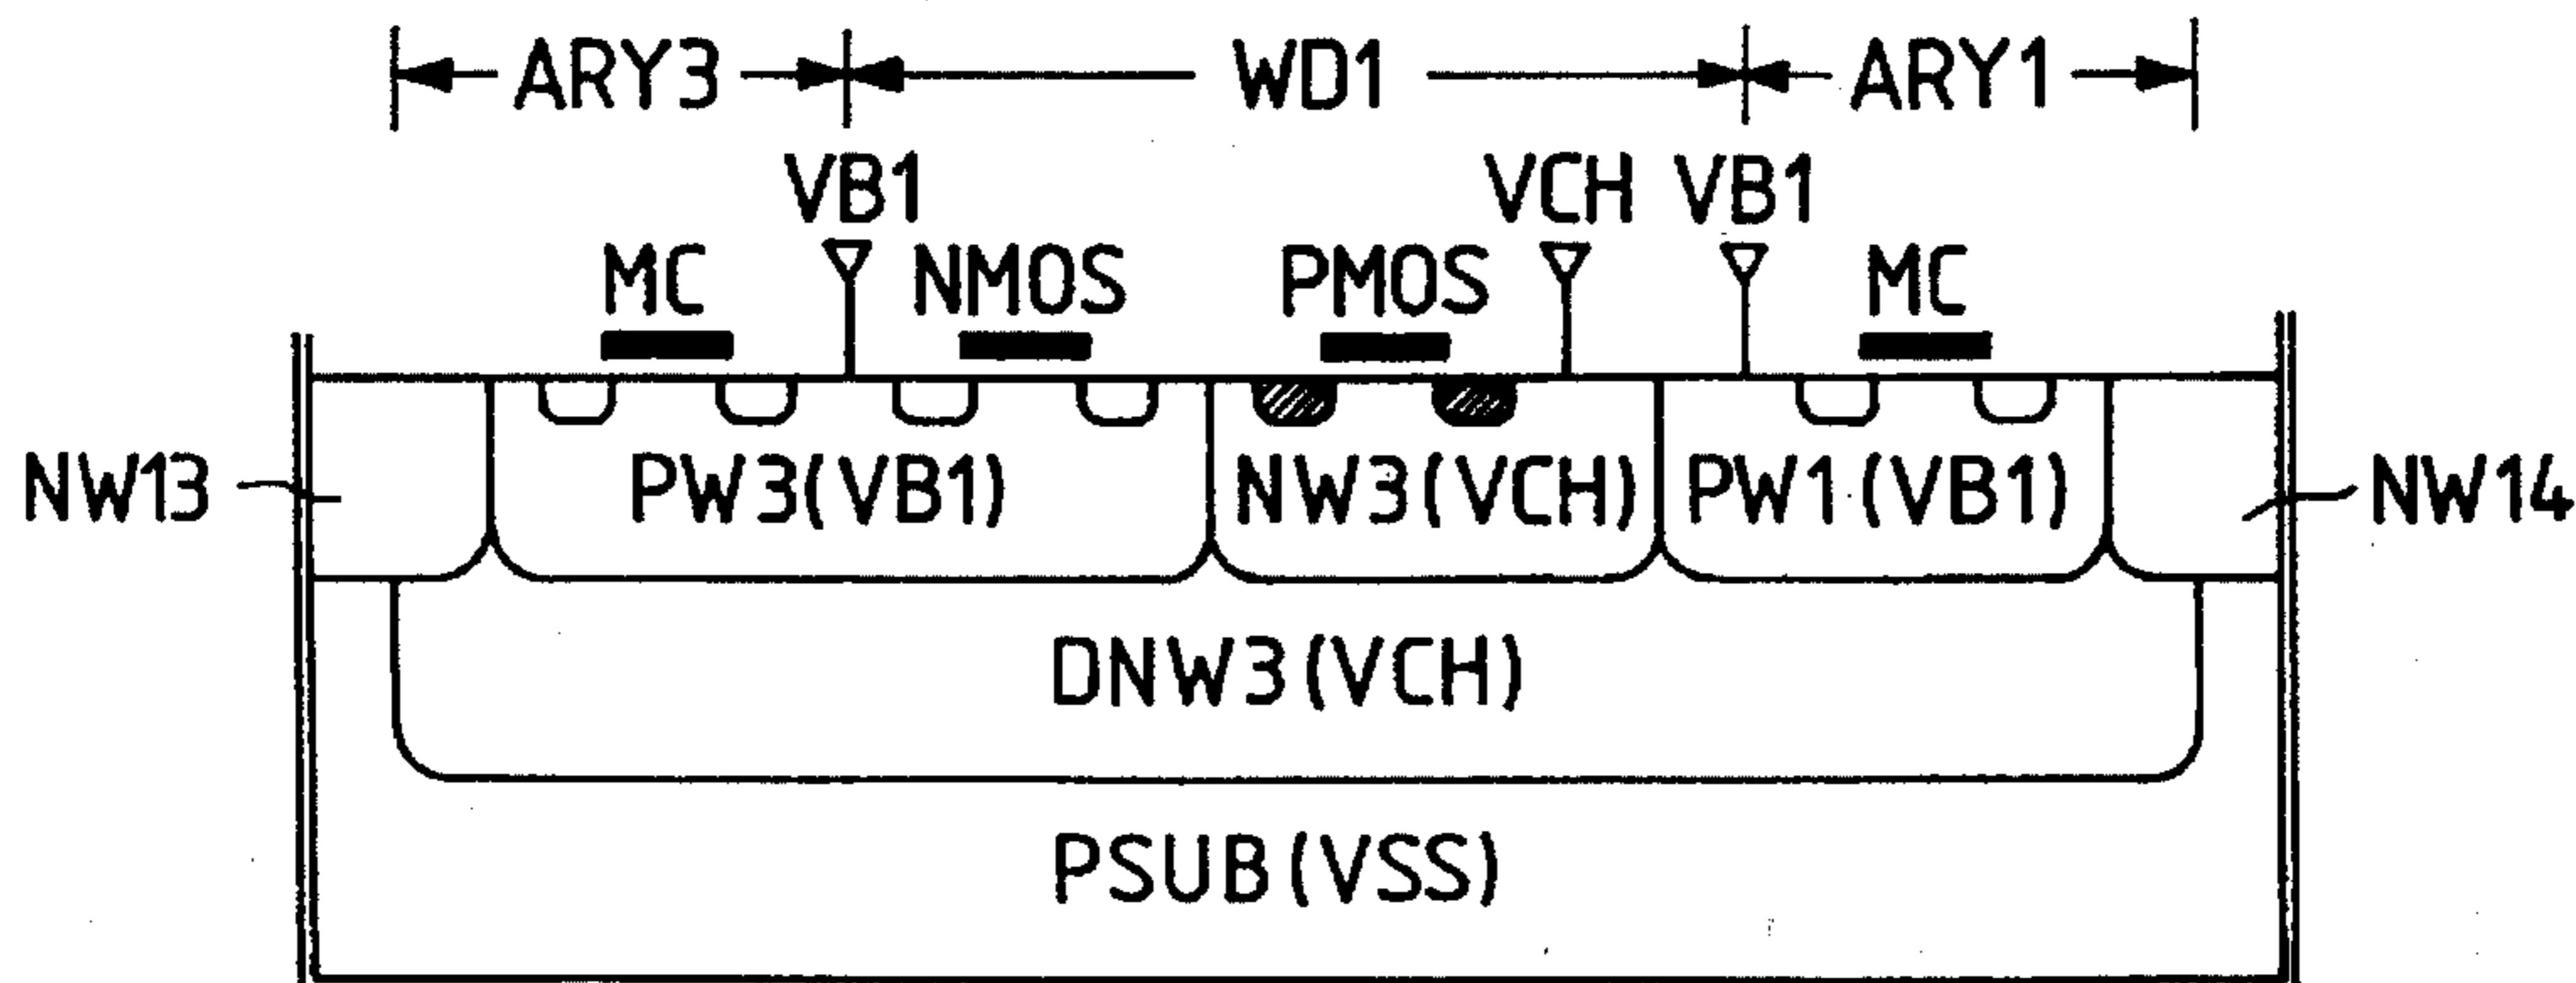 ARY3 WD1 ARY1
VB1 VCH VB1
MC NMOS PMOS MC
NW13 PW3(VB1) NW3(VCH) PW1(VB1) NW14
DNW3(VCH)
PSUB(VSS)